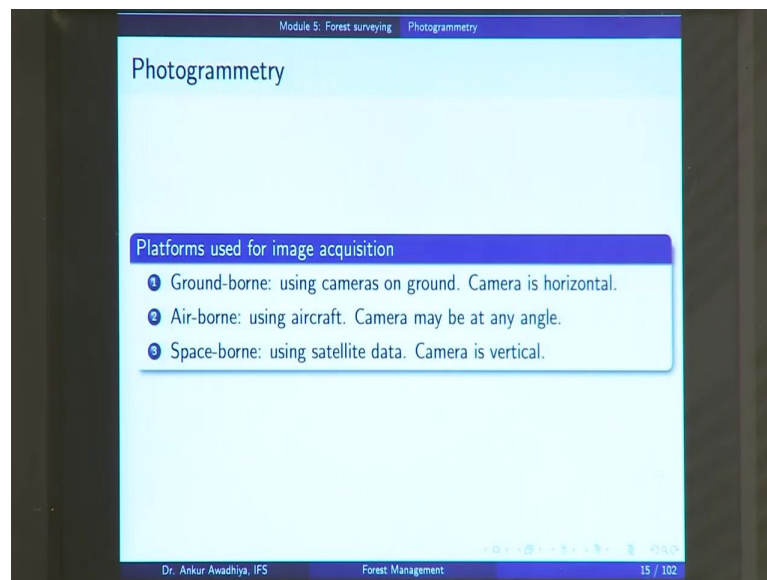 Module 5: Forest surveying Photogrammetry
Photogrammetry
Platforms used for image acquisition
1 Ground-borne: using cameras on ground. Camera is horizontal.
2 Air-borne: using aircraft. Camera may be at any angle.
3 Space-borne: using satellite data. Camera is vertical.
Dr. Ankur Awadhiya, IFS Forest Management 15 / 102